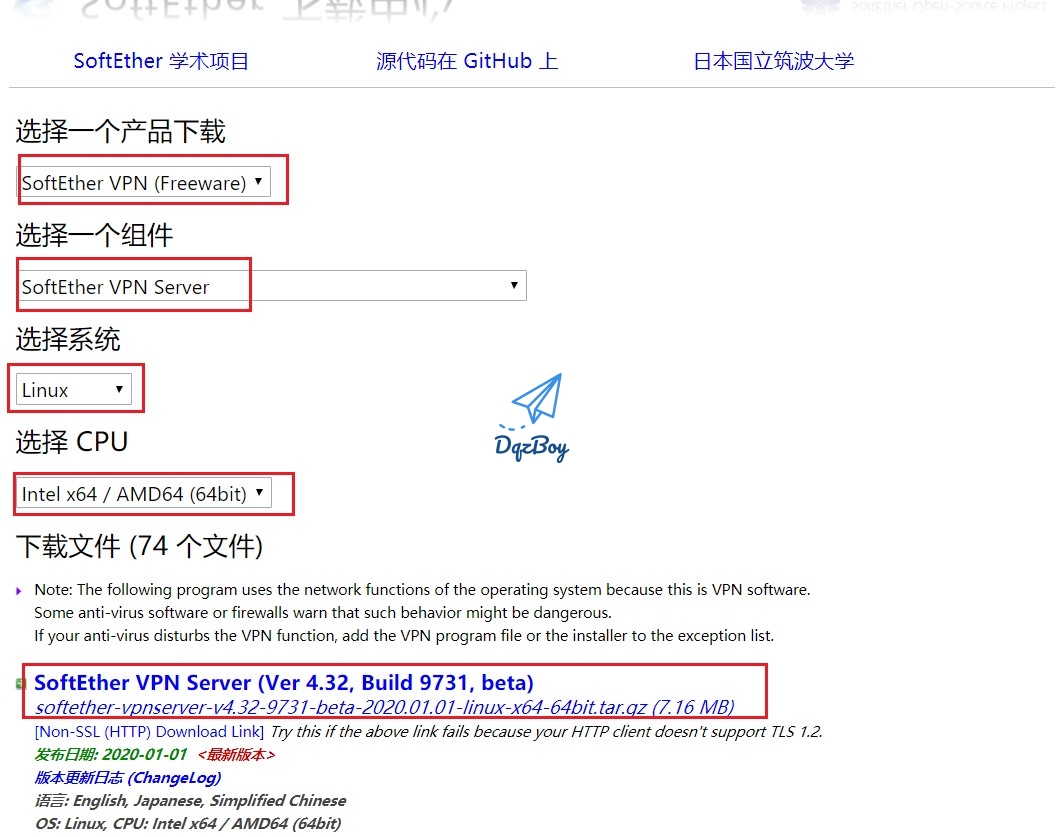 SoftEther 下载中心
SoftEther Open-Source Project
SoftEther 学术项目
源代码在 GitHub 上
日本国立筑波大学
选择一个产品下载
SoftEther VPN (Freeware)
选择一个组件
SoftEther VPN Server
选择系统
Linux
选择 CPU
Intel x64 / AMD64 (64bit)
DqzBoy
下载文件 (74 个文件)
Note: The following program uses the network functions of the operating system because this is VPN software.
Some anti-virus software or firewalls warn that such behavior might be dangerous.
If your anti-virus disturbs the VPN function, add the VPN program file or the installer to the exception list.
SoftEther VPN Server (Ver 4.32, Build 9731, beta)
softether-vpnserver-v4.32-9731-beta-2020.01.01-linux-x64-64bit.tar.gz (7.16 MB)
[Non-SSL (HTTP) Download Link] Try this if the above link fails because your HTTP client doesn't support TLS 1.2.
发布日期: 2020-01-01 <最新版本>
版本更新日志 (ChangeLog)
语言: English, Japanese, Simplified Chinese
OS: Linux, CPU: Intel x64 / AMD64 (64bit)